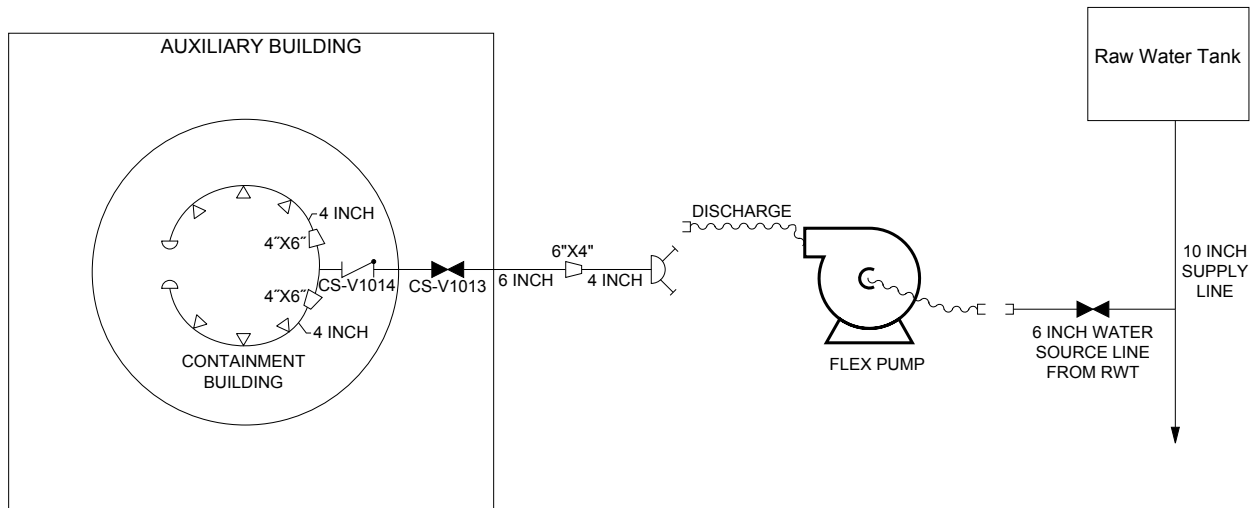 AUXILIARY BUILDING
4 INCH
4˝X6˝
CS-V1014
CS-V1013
4˝X6˝
4 INCH
CONTAINMENT
BUILDING
6 INCH
6"X4"
4 INCH
DISCHARGE
FLEX PUMP
6 INCH WATER
SOURCE LINE
FROM RWT
Raw Water Tank
10 INCH
SUPPLY
LINE